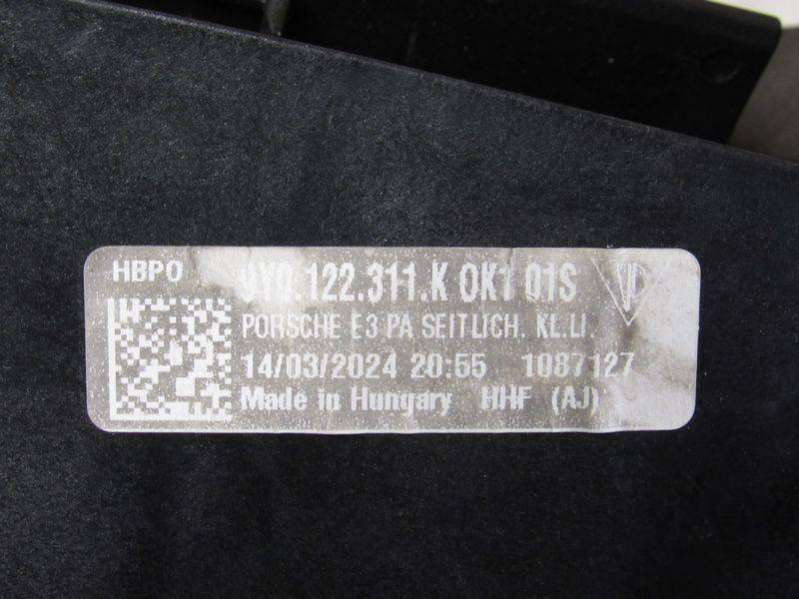 HBPO
9Y0.122.311.K 0K1 01S
PORSCHE E3 PA SEITLICH. KL.LI.
14/03/2024 20:55 1087127
Made in Hungary HHF (AJ)